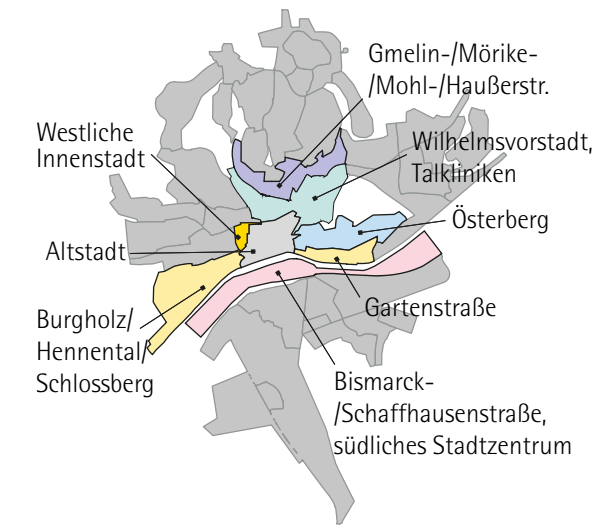 Gmelin-/Mörike-
/Mohl-/Haußerstr.
Westliche
Innenstadt
Wilhelmsvorstadt,
Talkliniken
Österberg
Altstadt
Gartenstraße
Burgholz/
Hennental/
Schlossberg
Bismarck-
/Schaffhausenstraße,
südliches Stadtzentrum